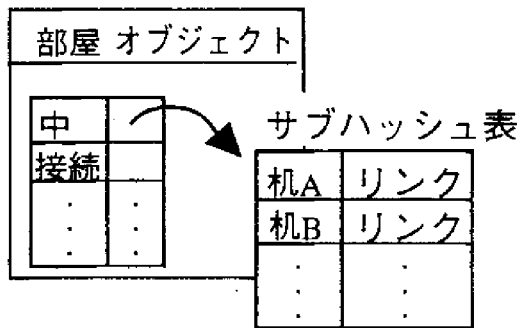 部屋 オブジェクト
中
接続
サブハッシュ表
机A リンク
机B リンク